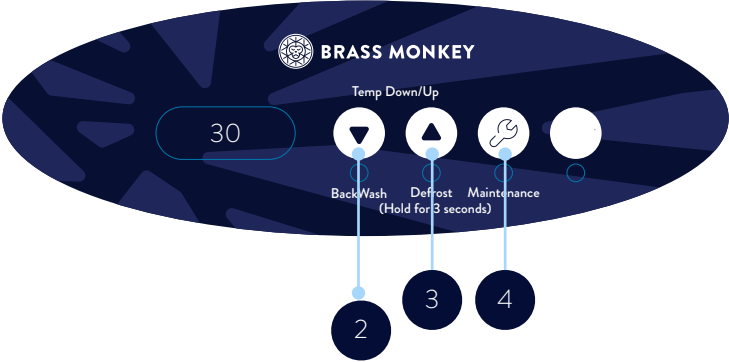 BRASS MONKEY
Temp Down/Up
30
BackWash Defrost Maintenance
(Hold for 3 seconds)
3 4
2